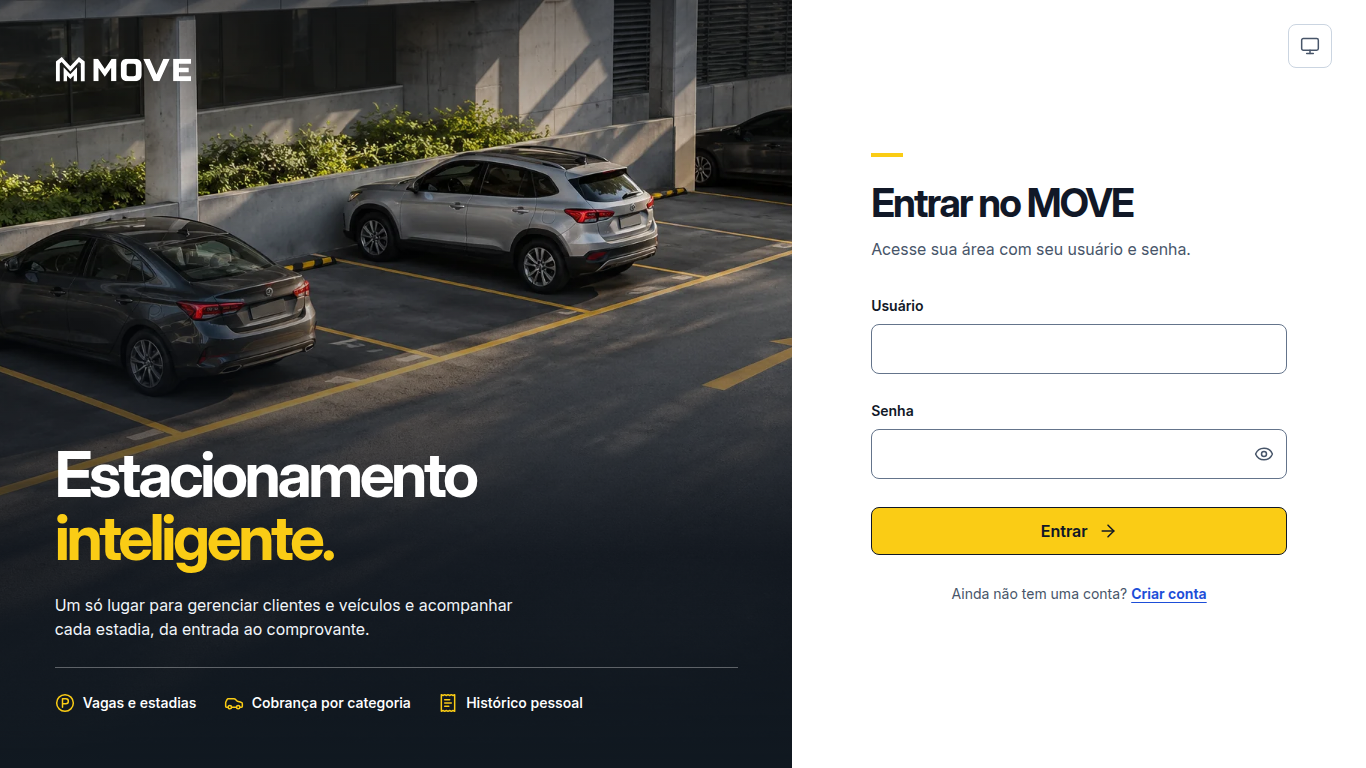 MOVE
Estacionamento
inteligente.
Um só lugar para gerenciar clientes e veículos e acompanhar
cada estadia, da entrada ao comprovante.
Vagas e estadias
Cobrança por categoria
Histórico pessoal
Entrar no MOVE
Acesse sua área com seu usuário e senha.
Usuário
Senha
Entrar
Ainda não tem uma conta? Criar conta